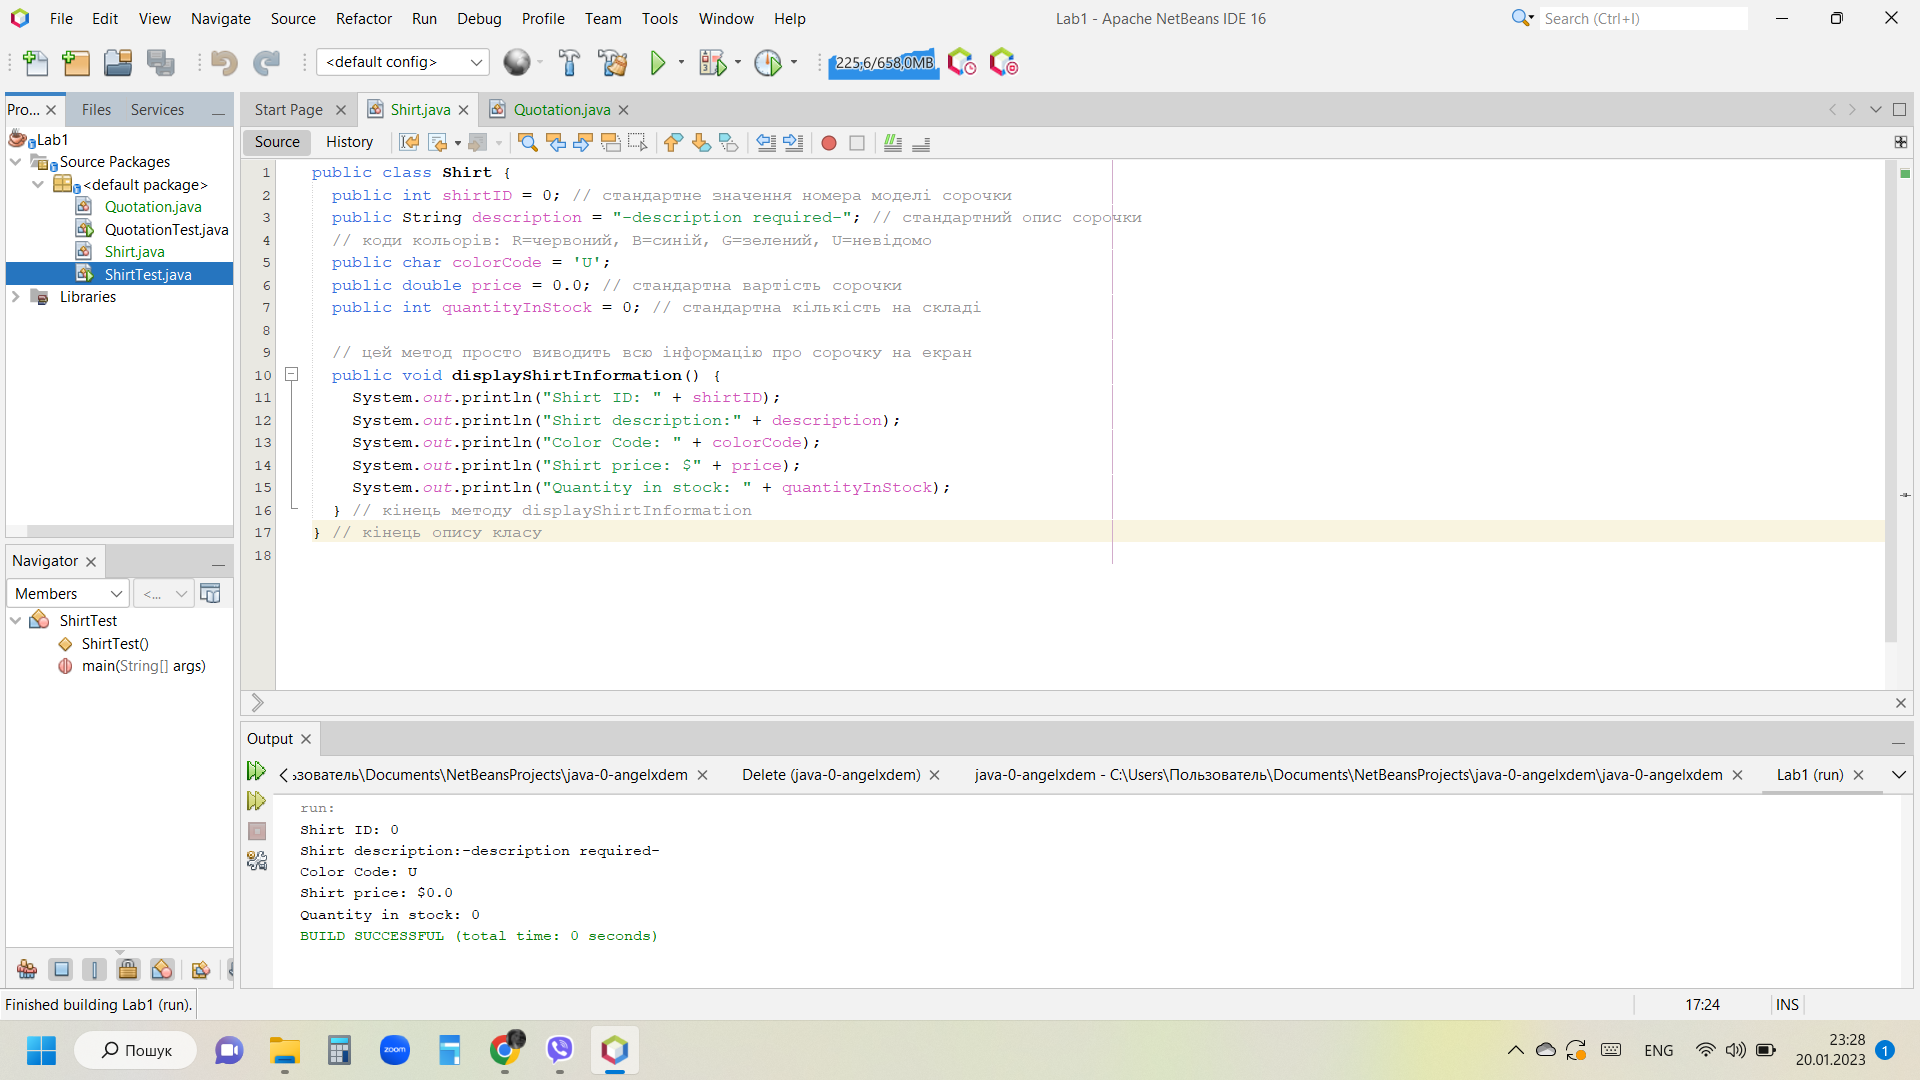 File Edit View Navigate Source Refactor Run Debug Profile Team Tools Window Help
Lab1 - Apache NetBeans IDE 16
Search (Ctrl+I)
<default config>
225,6/658,0MB
Pro... Files Services
Start Page Shirt.java Quotation.java
Source History
Lab1
Source Packages
<default package>
Quotation.java
QuotationTest.java
Shirt.java
ShirtTest.java
Libraries
1 public class Shirt {
2 public int shirtID = 0; // стандартне значення номера моделі сорочки
3 public String description = "-description required-"; // стандартний опис сорочки
4 // коди кольорів: R=червоний, B=синій, G=зелений, U=невідомо
5 public char colorCode = 'U';
6 public double price = 0.0; // стандартна вартість сорочки
7 public int quantityInStock = 0; // стандартна кількість на складі
8
9 // цей метод просто виводить всю інформацію про сорочку на екран
10 public void displayShirtInformation() {
11 System.out.println("Shirt ID: " + shirtID);
12 System.out.println("Shirt description:" + description);
13 System.out.println("Color Code: " + colorCode);
14 System.out.println("Shirt price: $" + price);
15 System.out.println("Quantity in stock: " + quantityInStock);
16 } // кінець методу displayShirtInformation
17 } // кінець опису класу
18
Navigator
Members <...
ShirtTest
ShirtTest()
main(String[] args)
Output
зователь\Documents\NetBeansProjects\java-0-angelxdem Delete (java-0-angelxdem) java-0-angelxdem - C:\Users\Пользователь\Documents\NetBeansProjects\java-0-angelxdem\java-0-angelxdem Lab1 (run)
run:
Shirt ID: 0
Shirt description:-description required-
Color Code: U
Shirt price: $0.0
Quantity in stock: 0
BUILD SUCCESSFUL (total time: 0 seconds)
Finished building Lab1 (run).
17:24 INS
Пошук
zoom
ENG
23:28
20.01.2023
1